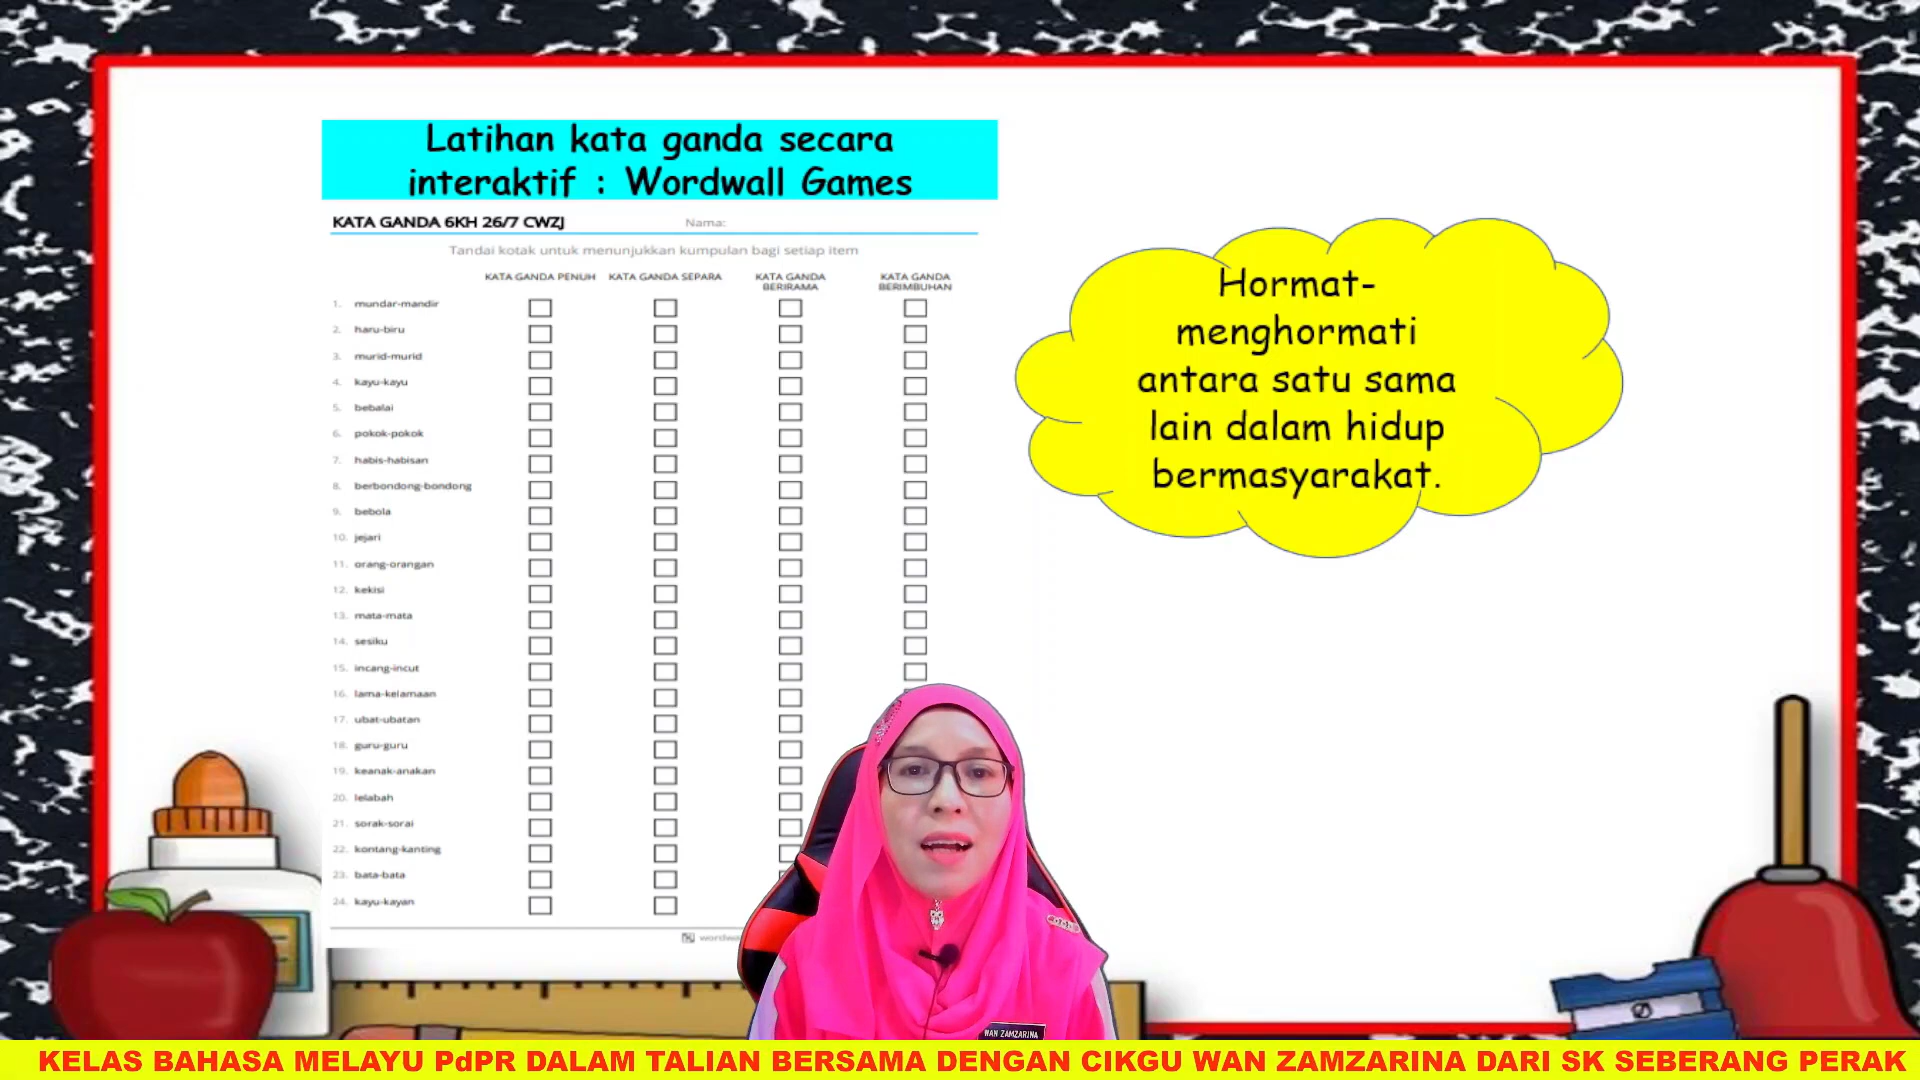 Latihan kata ganda secara
interaktif : Wordwall Games
KATA GANDA 6KH 26/7 CWZJ
Nama:
Tandai kotak untuk menunjukkan kumpulan bagi setiap item
KATA GANDA PENUH
KATA GANDA SEPARA
KATA GANDA
BERIRAMA
KATA GANDA
BERIMBUHAN
1. mundar-mandir
2. haru-biru
3. murid-murid
4. kayu-kayu
5. bebalai
6. pokok-pokok
7. habis-habisan
8. berbondong-bondong
9. bebola
10. jejari
11. orang-orangan
12. kekisi
13. mata-mata
14. sesiku
15. incang-incut
16. lama-kelamaan
17. ubat-ubatan
18. guru-guru
19. keanak-anakan
20. lelabah
21. sorak-sorai
22. kontang-kanting
23. bata-bata
24. kayu-kayan
Hormat-
menghormati
antara satu sama
lain dalam hidup
bermasyarakat.
WAN ZAMZARINA
KELAS BAHASA MELAYU PdPR DALAM TALIAN BERSAMA DENGAN CIKGU WAN ZAMZARINA DARI SK SEBERANG PERAK